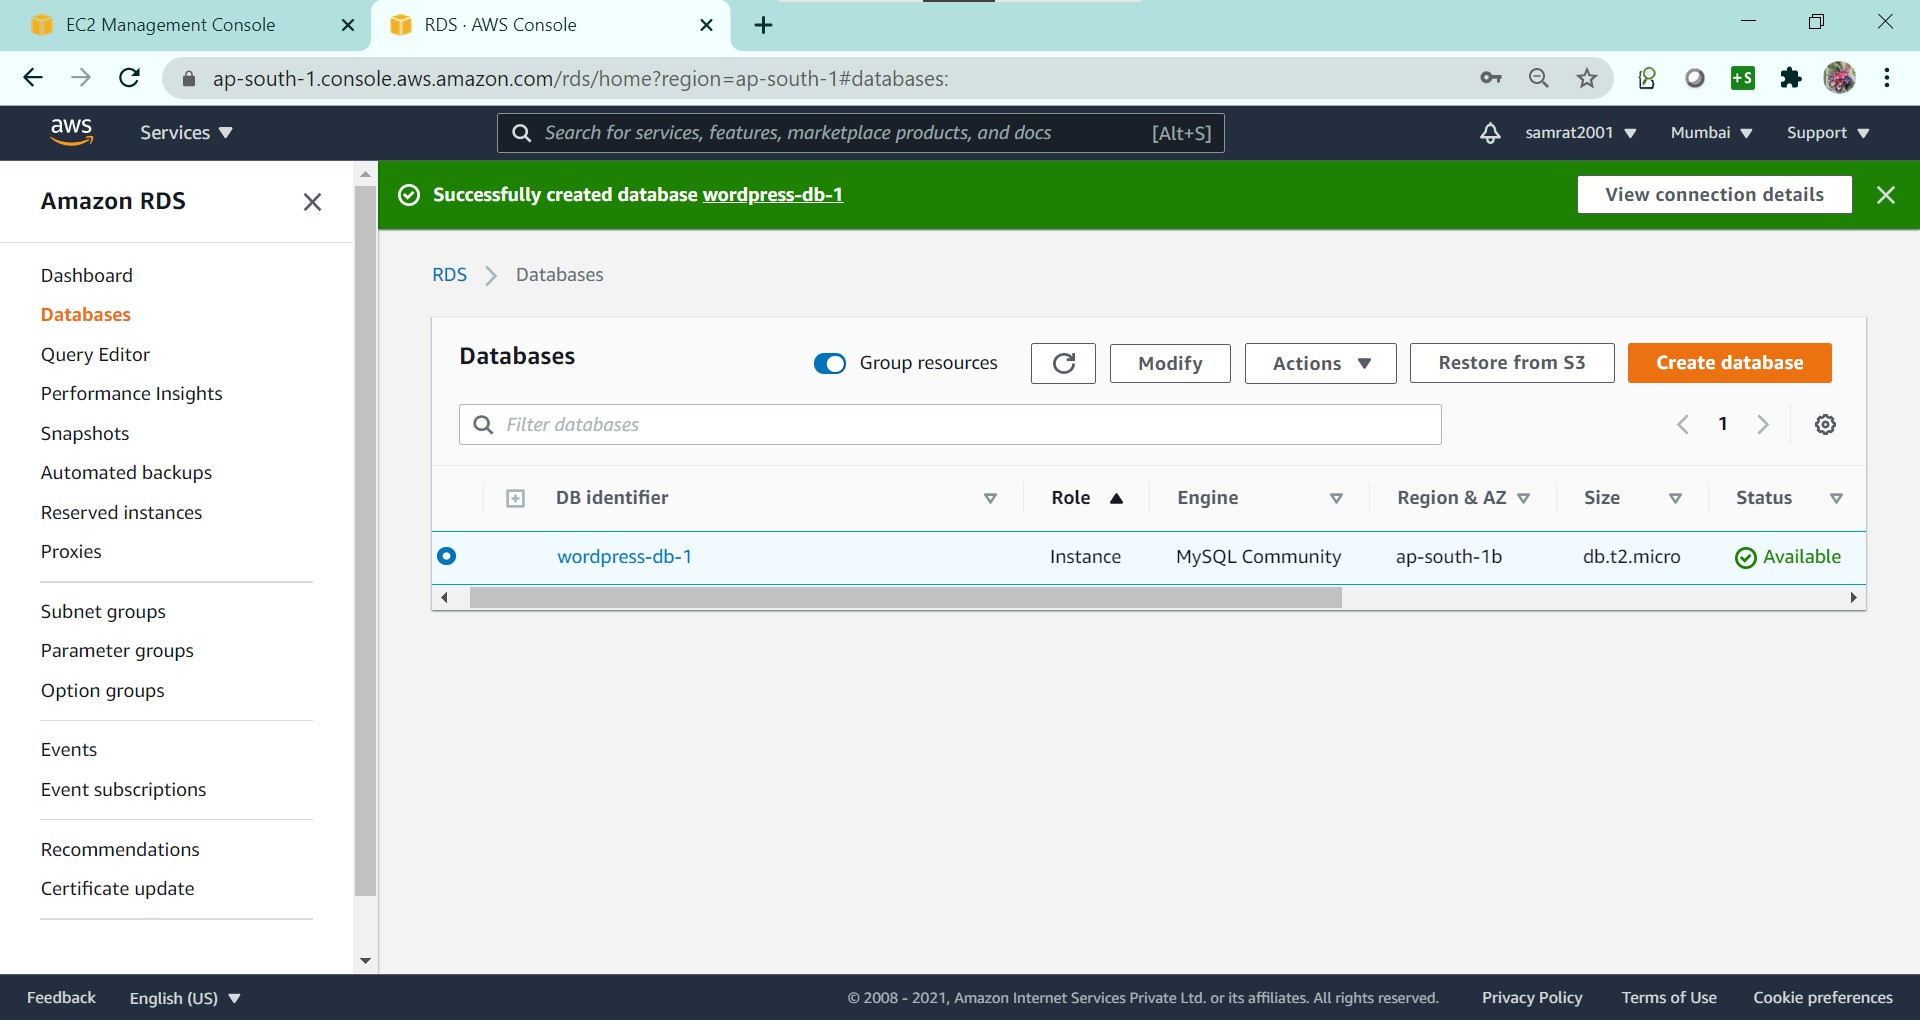 EC2 Management Console
RDS · AWS Console
ap-south-1.console.aws.amazon.com/rds/home?region=ap-south-1#databases:
+S
aws
Services
Search for services, features, marketplace products, and docs [Alt+S]
samrat2001
Mumbai
Support
Amazon RDS
Dashboard
Databases
Query Editor
Performance Insights
Snapshots
Automated backups
Reserved instances
Proxies
Subnet groups
Parameter groups
Option groups
Events
Event subscriptions
Recommendations
Certificate update
Successfully created database wordpress-db-1
View connection details
RDS > Databases
Databases
Group resources
Modify
Actions
Restore from S3
Create database
Filter databases
1
DB identifier Role Engine Region & AZ Size Status
wordpress-db-1 Instance MySQL Community ap-south-1b db.t2.micro Available
Feedback
English (US)
© 2008 - 2021, Amazon Internet Services Private Ltd. or its affiliates. All rights reserved.
Privacy Policy
Terms of Use
Cookie preferences